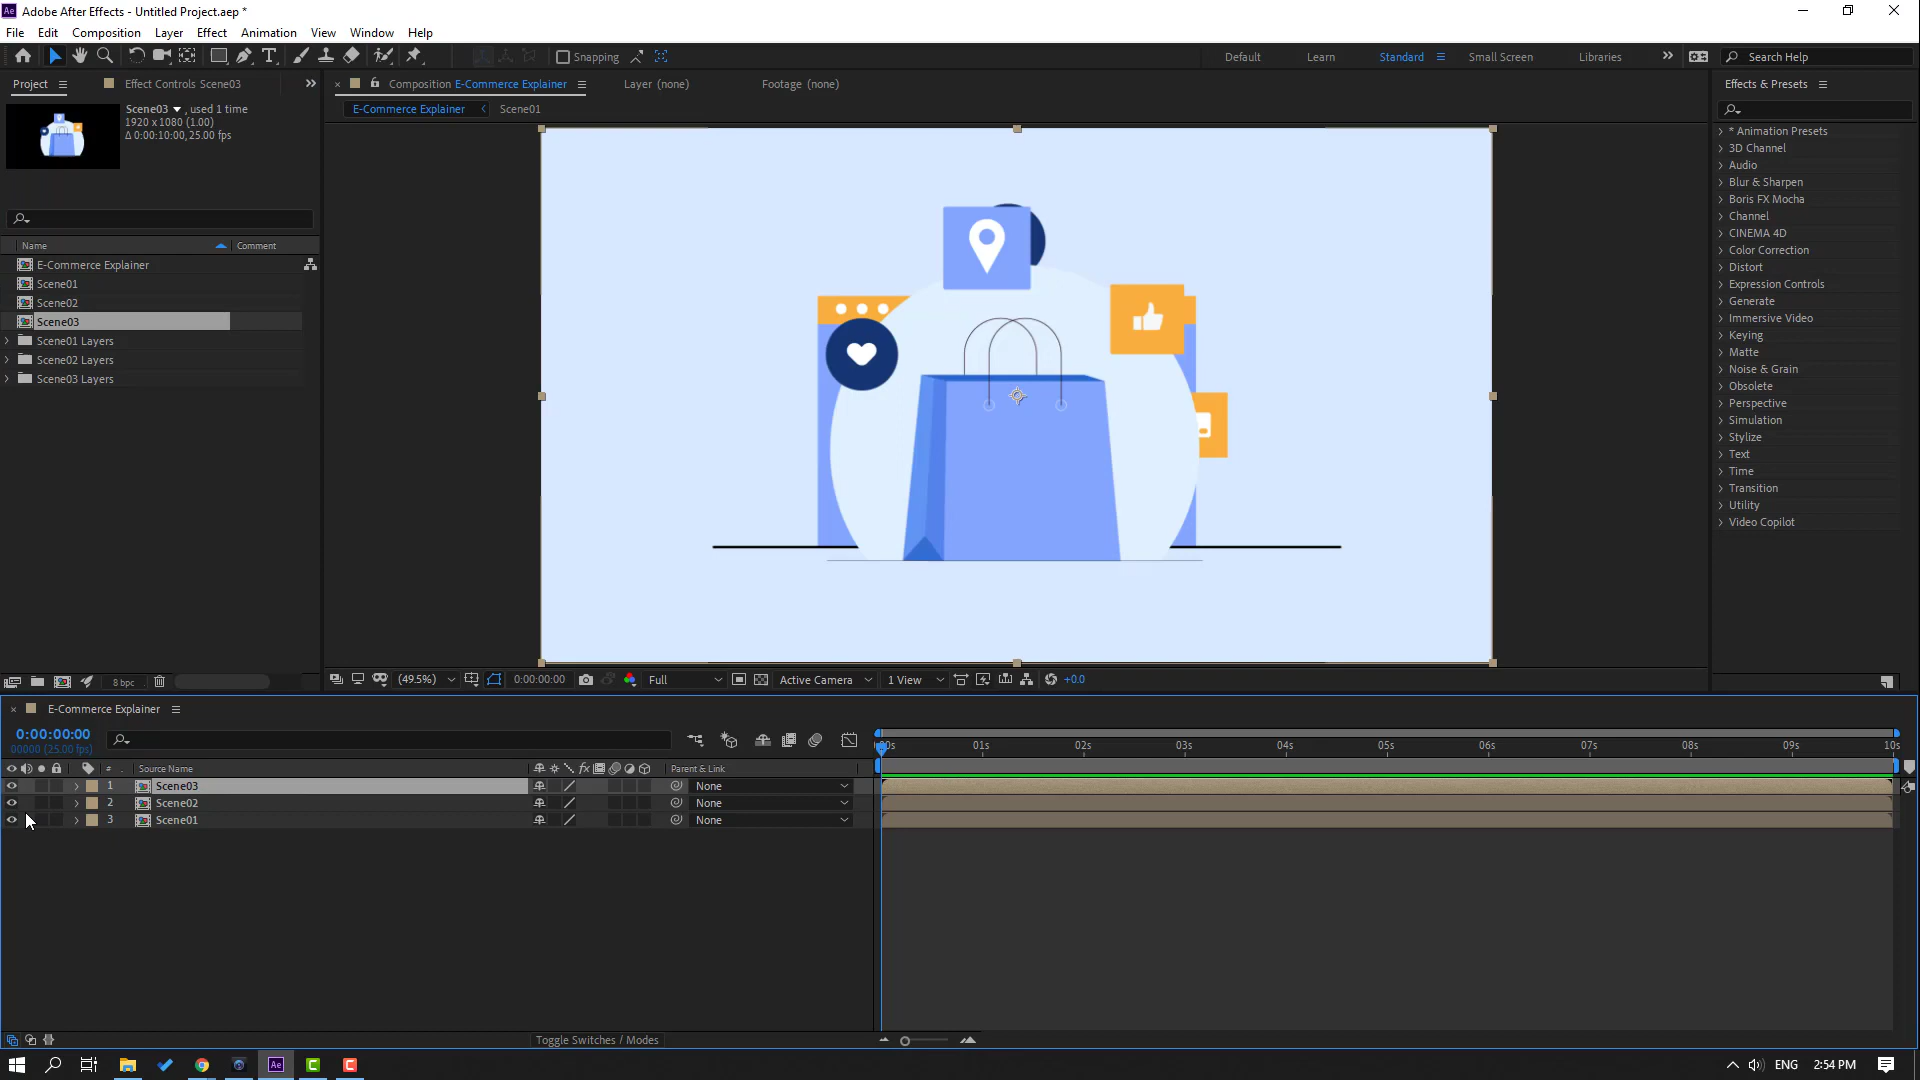 Ae Adobe After Effects - Untitled Project.aep *
File Edit Composition Layer Effect Animation View Window Help
Snapping Default Learn Standard Small Screen Libraries Search Help
Project Effect Controls Scene03 Composition E-Commerce Explainer Layer (none) Footage (none) Effects & Presets
E-Commerce Explainer Scene01
Scene03 , used 1 time
1920 x 1080 (1.00)
Δ 0:00:10:00, 25.00 fps
Name Comment
E-Commerce Explainer
Scene01
Scene02
Scene03
Scene01 Layers
Scene02 Layers
Scene03 Layers
* Animation Presets
3D Channel
Audio
Blur & Sharpen
Boris FX Mocha
Channel
CINEMA 4D
Color Correction
Distort
Expression Controls
Generate
Immersive Video
Keying
Matte
Noise & Grain
Obsolete
Perspective
Simulation
Stylize
Text
Time
Transition
Utility
Video Copilot
8 bpc (49.5%) 0:00:00:00 Full Active Camera 1 View +0.0
E-Commerce Explainer
0:00:00:00
00000 (25.00 fps)
00s 01s 02s 03s 04s 05s 06s 07s 08s 09s 10s
# Source Name fx Parent & Link
1 Scene03 None
2 Scene02 None
3 Scene01 None
Toggle Switches / Modes
Ae ENG 2:54 PM